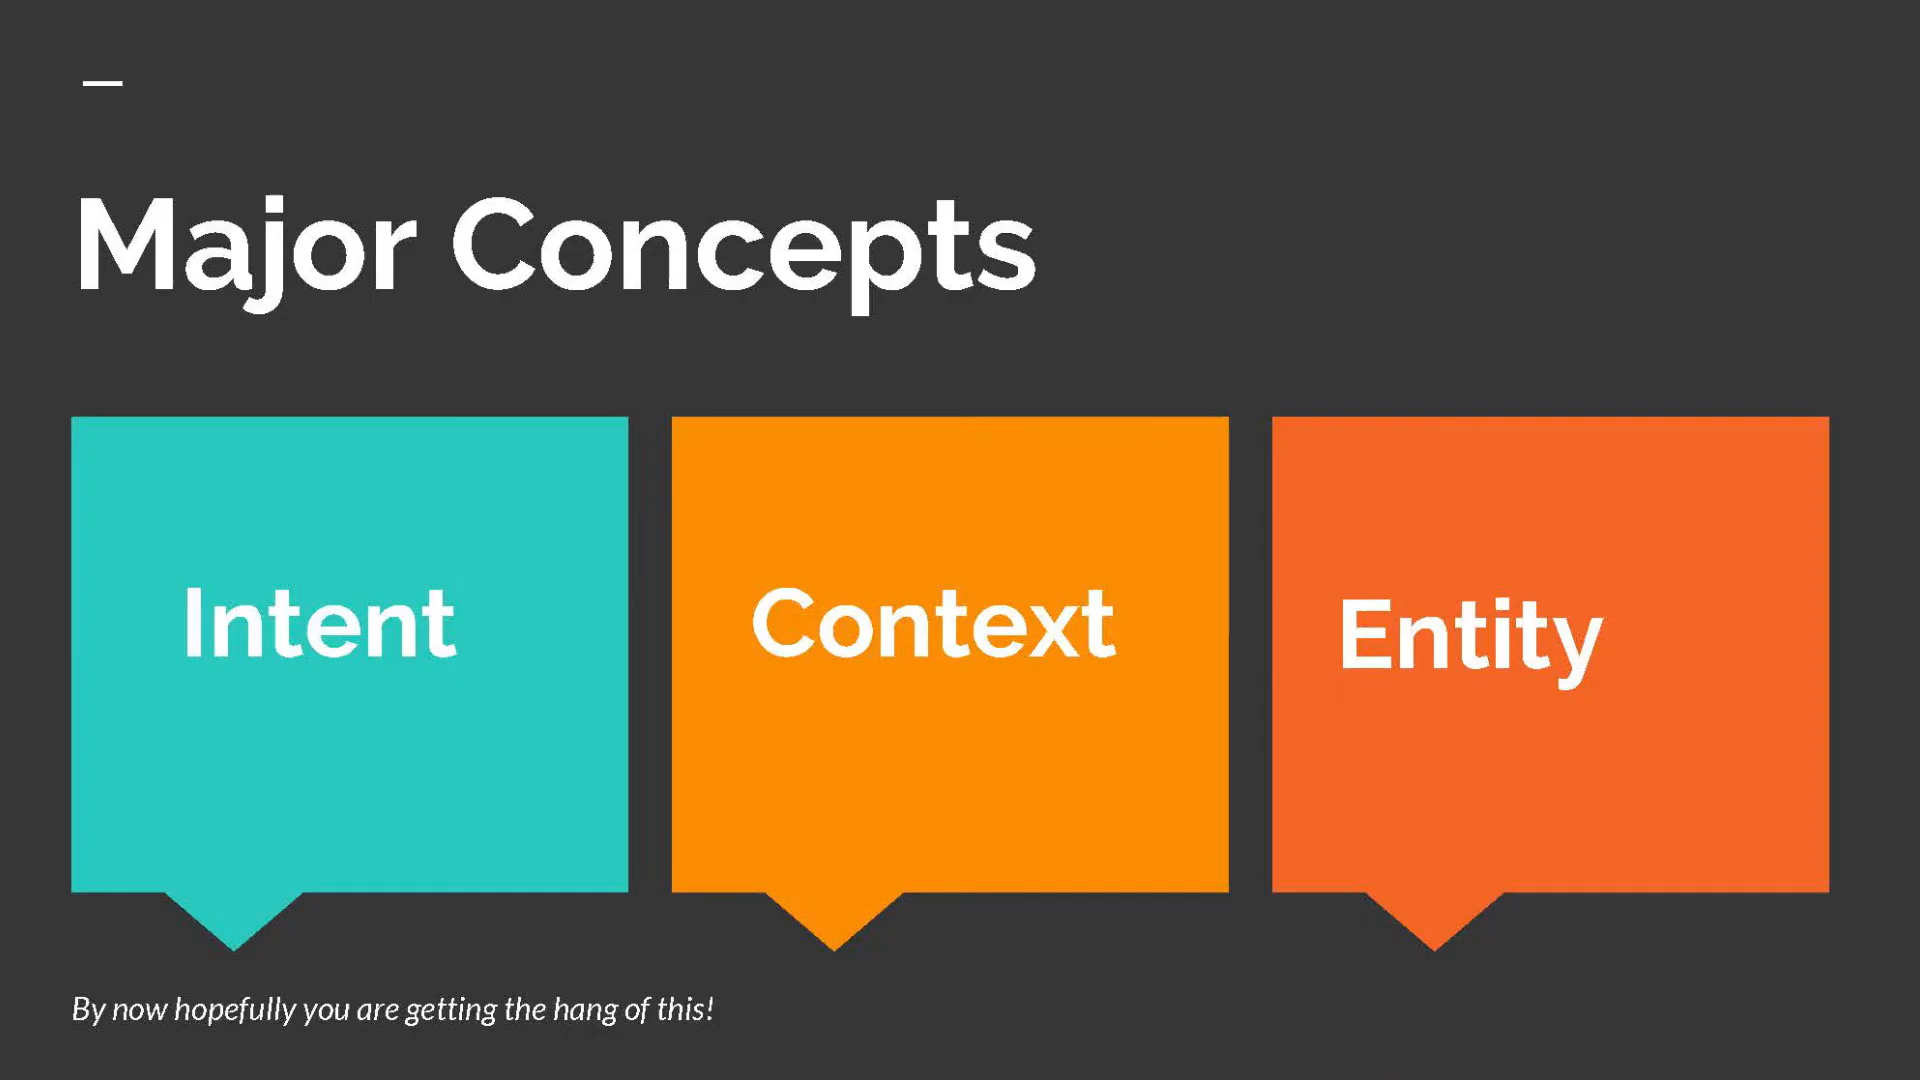 Major Concepts
Intent
Context
Entity
By now hopefully you are getting the hang of this!